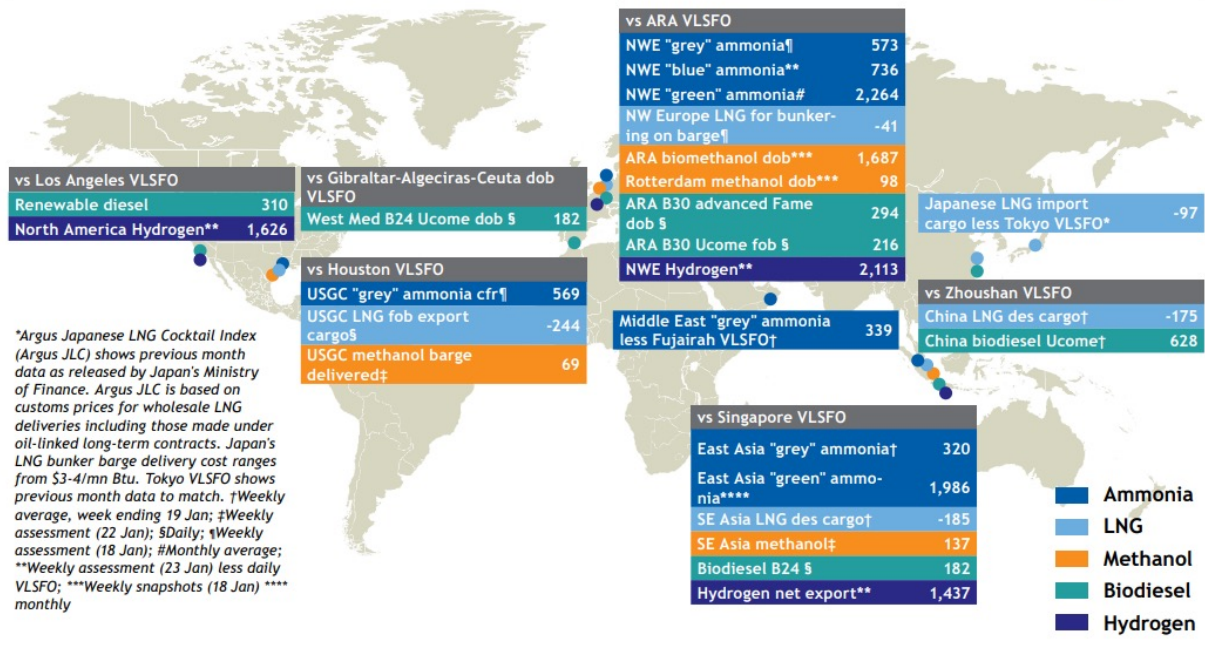 vs ARA VLSFO
NWE "grey" ammonia¶ 573
NWE "blue" ammonia** 736
NWE "green" ammonia# 2,264
NW Europe LNG for bunker-
ing on barge¶ -41
ARA biomethanol dob*** 1,687
Rotterdam methanol dob*** 98
ARA B30 advanced Fame
dob § 294
ARA B30 Ucome fob § 216
NWE Hydrogen** 2,113
vs Los Angeles VLSFO
Renewable diesel 310
North America Hydrogen** 1,626
vs Gibraltar-Algeciras-Ceuta dob
VLSFO
West Med B24 Ucome dob § 182
Japanese LNG import
cargo less Tokyo VLSFO* -97
vs Houston VLSFO
USGC "grey" ammonia cfr¶ 569
USGC LNG fob export
cargo§ -244
USGC methanol barge
delivered‡ 69
Middle East "grey" ammonia
less Fujairah VLSFO† 339
vs Zhoushan VLSFO
China LNG des cargo† -175
China biodiesel Ucome† 628
*Argus Japanese LNG Cocktail Index
(Argus JLC) shows previous month
data as released by Japan's Ministry
of Finance. Argus JLC is based on
customs prices for wholesale LNG
deliveries including those made under
oil-linked long-term contracts. Japan's
LNG bunker barge delivery cost ranges
from $3-4/mn Btu. Tokyo VLSFO shows
previous month data to match. †Weekly
average, week ending 19 Jan; ‡Weekly
assessment (22 Jan); §Daily; ¶Weekly
assessment (18 Jan); #Monthly average;
**Weekly assessment (23 Jan) less daily
VLSFO; ***Weekly snapshots (18 Jan) ****
monthly
vs Singapore VLSFO
East Asia "grey" ammonia† 320
East Asia "green" ammo-
nia**** 1,986
SE Asia LNG des cargo† -185
SE Asia methanol‡ 137
Biodiesel B24 § 182
Hydrogen net export** 1,437
Ammonia
LNG
Methanol
Biodiesel
Hydrogen